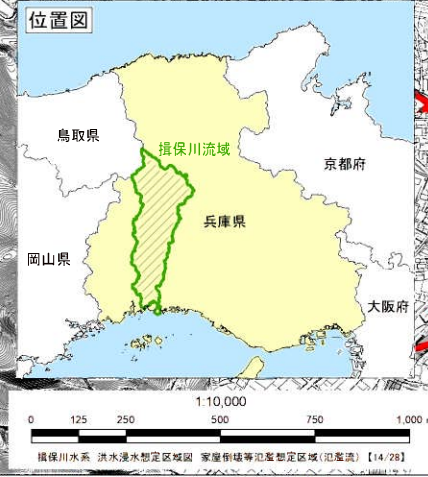 位置図
鳥取県
揖保川流域
京都府
兵庫県
岡山県
大阪府
1:10,000
0 125 250 500 750 1,000
揖保川水系 洪水浸水想定区域図 家屋倒壊等氾濫想定区域(氾濫流)【14/28】